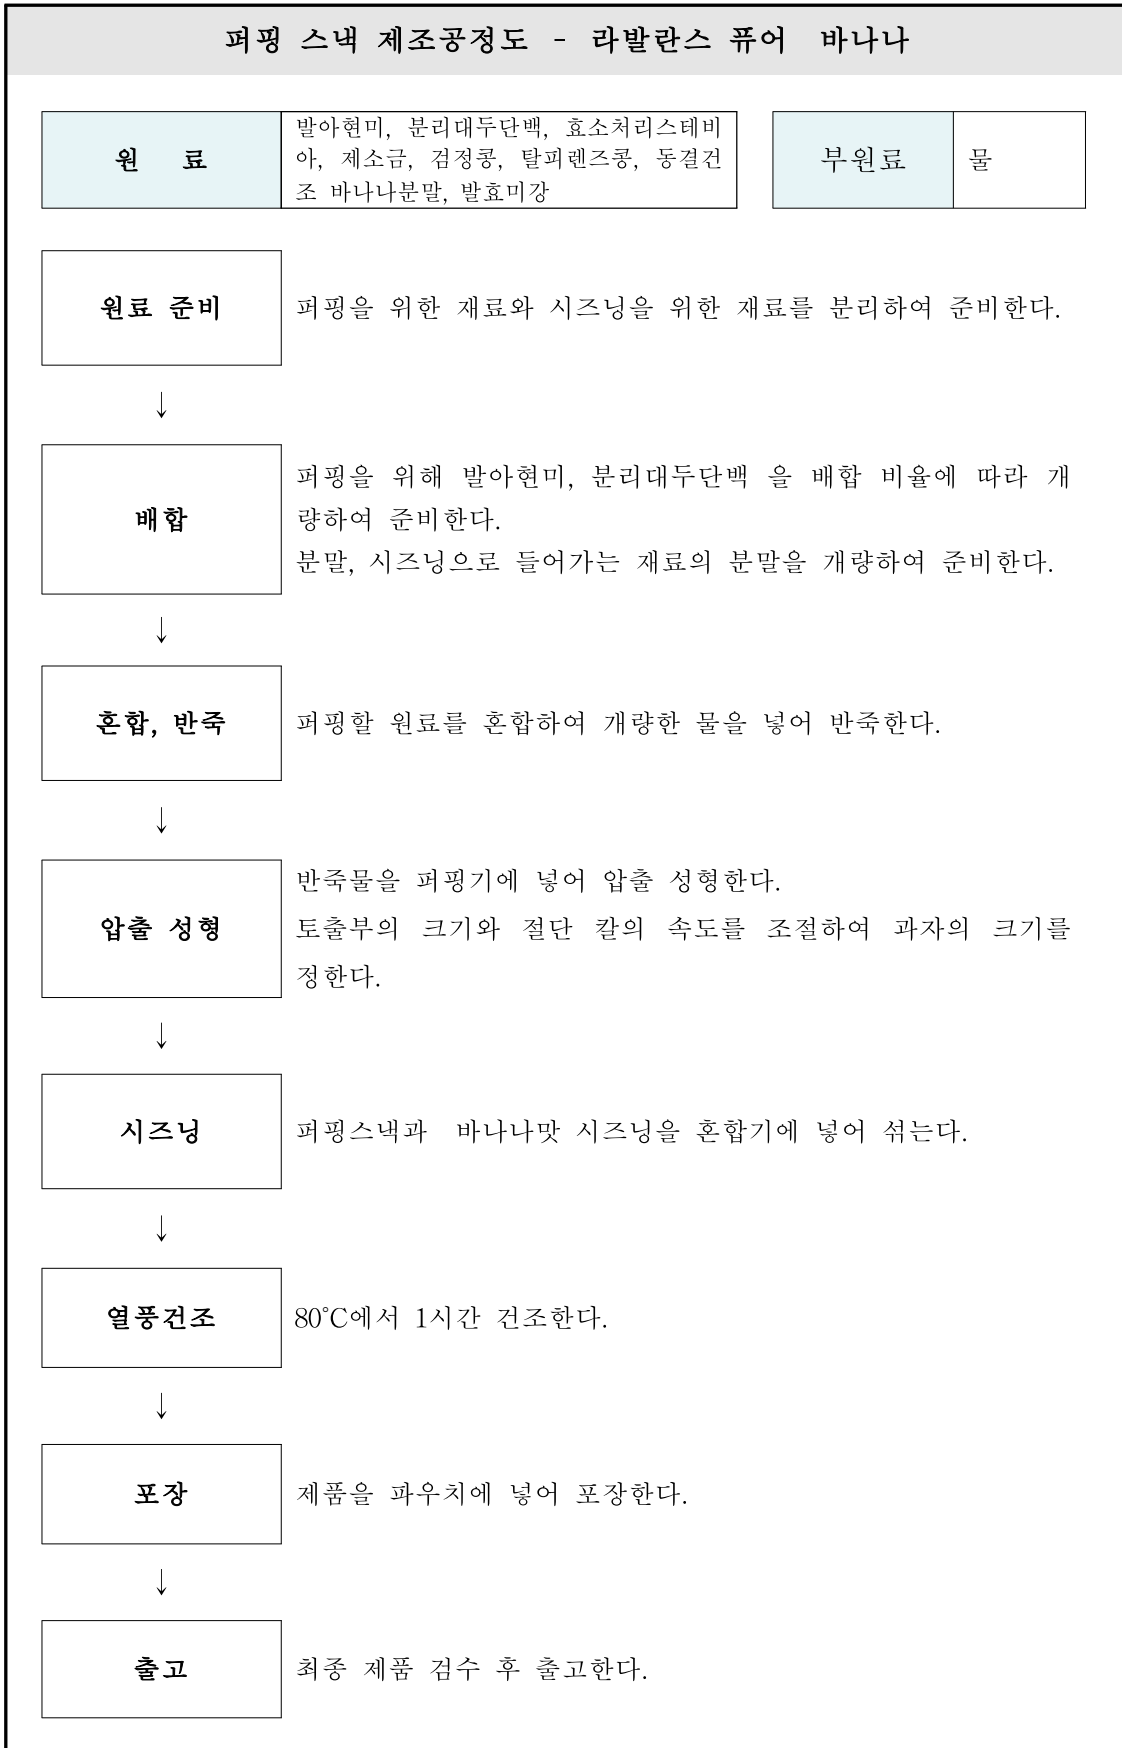 퍼핑 스낵 제조공정도 - 라발란스 퓨어 바나나
원 료
발아현미, 분리대두단백, 효소처리스테비
아, 제소금, 검정콩, 탈피렌즈콩, 동결건
조 바나나분말, 발효미강
부원료
물
원료 준비
퍼핑을 위한 재료와 시즈닝을 위한 재료를 분리하여 준비한다.
↓
배합
퍼핑을 위해 발아현미, 분리대두단백 을 배합 비율에 따라 개
량하여 준비한다.
분말, 시즈닝으로 들어가는 재료의 분말을 개량하여 준비한다.
↓
혼합, 반죽
퍼핑할 원료를 혼합하여 개량한 물을 넣어 반죽한다.
↓
압출 성형
반죽물을 퍼핑기에 넣어 압출 성형한다.
토출부의 크기와 절단 칼의 속도를 조절하여 과자의 크기를
정한다.
↓
시즈닝
퍼핑스낵과 바나나맛 시즈닝을 혼합기에 넣어 섞는다.
↓
열풍건조
80℃에서 1시간 건조한다.
↓
포장
제품을 파우치에 넣어 포장한다.
↓
출고
최종 제품 검수 후 출고한다.